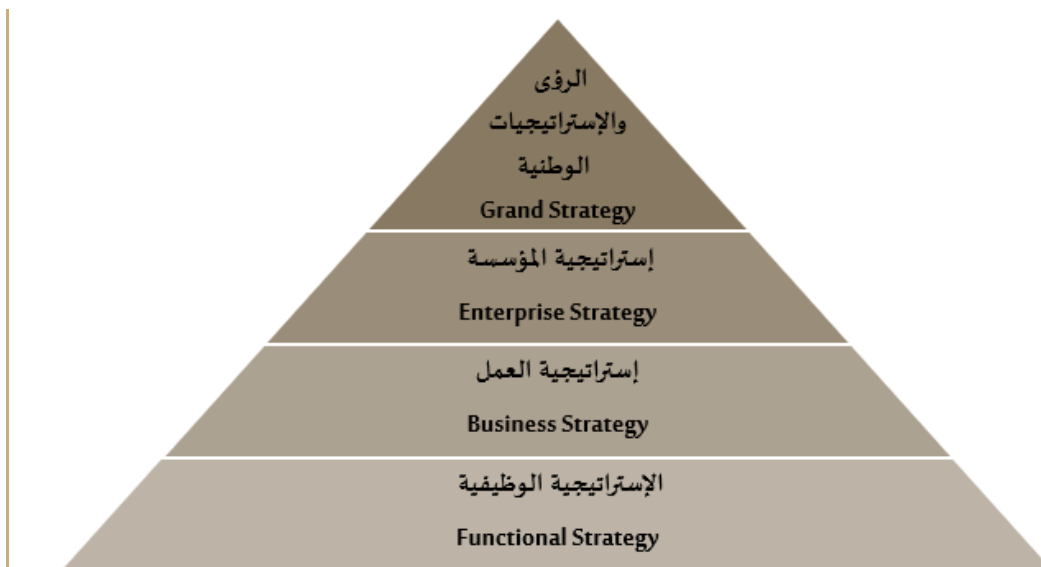 الرؤى
والإستراتيجيات
الوطنية
Grand Strategy
إستراتيجية المؤسسة
Enterprise Strategy
إستراتيجية العمل
Business Strategy
الإستراتيجية الوظيفية
Functional Strategy